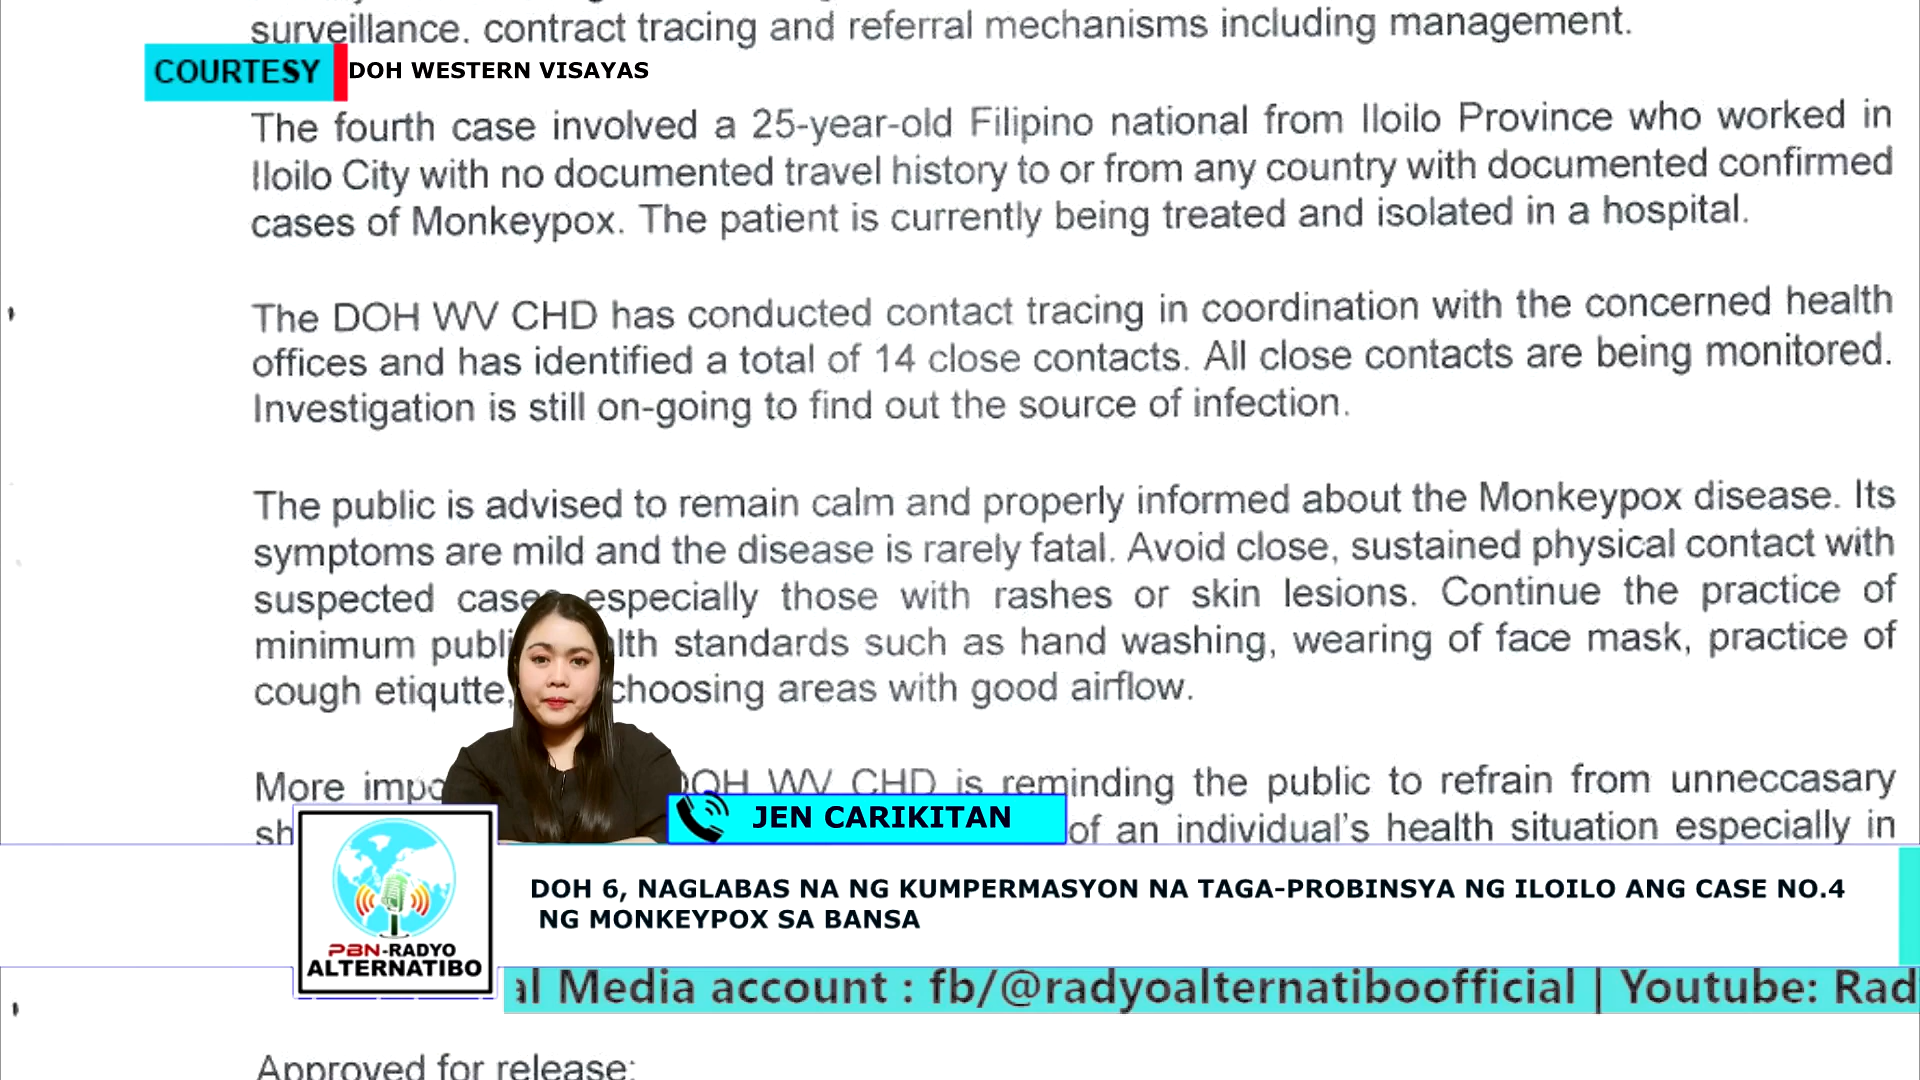 surveillance. contract tracing and referral mechanisms including management.
COURTESY DOH WESTERN VISAYAS
The fourth case involved a 25-year-old Filipino national from Iloilo Province who worked in
Iloilo City with no documented travel history to or from any country with documented confirmed
cases of Monkeypox. The patient is currently being treated and isolated in a hospital.
The DOH WV CHD has conducted contact tracing in coordination with the concerned health
offices and has identified a total of 14 close contacts. All close contacts are being monitored.
Investigation is still on-going to find out the source of infection.
The public is advised to remain calm and properly informed about the Monkeypox disease. Its
symptoms are mild and the disease is rarely fatal. Avoid close, sustained physical contact with
suspected especially those with rashes or skin lesions. Continue the practice of
minimum standards such as hand washing, wearing of face mask, practice of
cough etiqutte, choosing areas with good airflow.
More DOH WV CHD is reminding the public to refrain from unneccasary
of an individual's health situation especially in
JEN CARIKITAN
DOH 6, NAGLABAS NA NG KUMPERMASYON NA TAGA-PROBINSYA NG ILOILO ANG CASE NO.4
NG MONKEYPOX SA BANSA
PBN-RADYO
ALTERNATIBO
al Media account : fb/@radyoalternatiboofficial | Youtube: Rad
Approved for release: